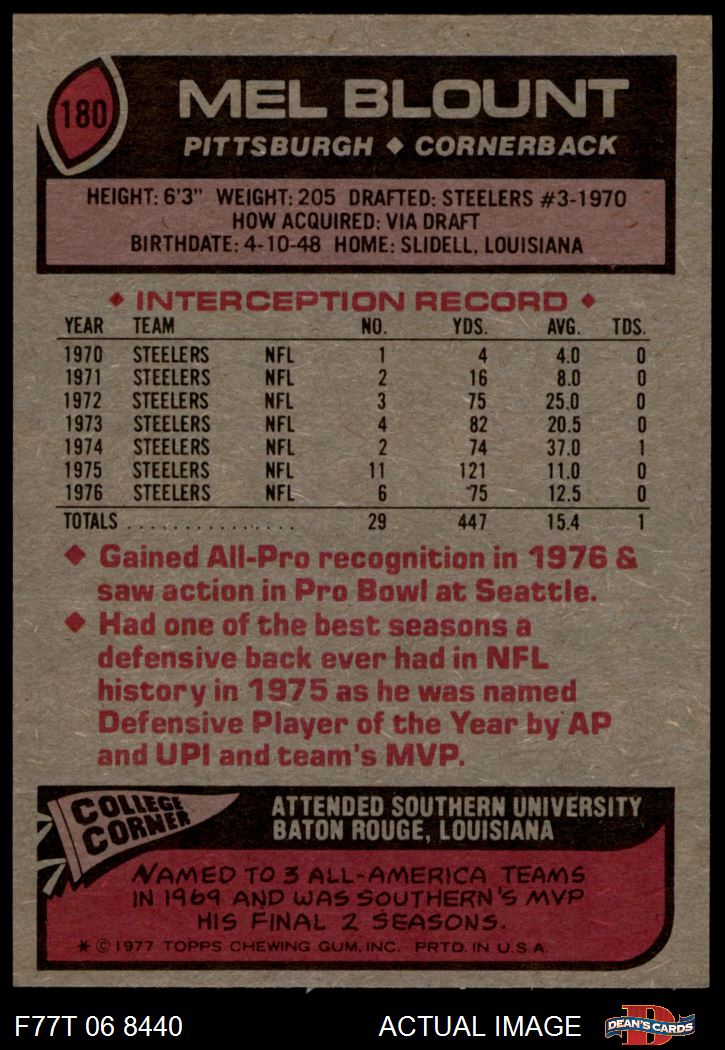 180
MEL BLOUNT
PITTSBURGH ◆ CORNERBACK
HEIGHT: 6'3" WEIGHT: 205 DRAFTED: STEELERS #3-1970
HOW ACQUIRED: VIA DRAFT
BIRTHDATE: 4-10-48 HOME: SLIDELL, LOUISIANA
◆ INTERCEPTION RECORD ◆
YEAR TEAM NO. YDS. AVG. TDS.
1970 STEELERS NFL 1 4 4.0 0
1971 STEELERS NFL 2 16 8.0 0
1972 STEELERS NFL 3 75 25.0 0
1973 STEELERS NFL 4 82 20.5 0
1974 STEELERS NFL 2 74 37.0 1
1975 STEELERS NFL 11 121 11.0 0
1976 STEELERS NFL 6 75 12.5 0
TOTALS ................ 29 447 15.4 1
◆ Gained All-Pro recognition in 1976 &
saw action in Pro Bowl at Seattle.
◆ Had one of the best seasons a
defensive back ever had in NFL
history in 1975 as he was named
Defensive Player of the Year by AP
and UPI and team's MVP.
COLLEGE
CORNER
ATTENDED SOUTHERN UNIVERSITY
BATON ROUGE, LOUISIANA
NAMED TO 3 ALL-AMERICA TEAMS
IN 1969 AND WAS SOUTHERN'S MVP
HIS FINAL 2 SEASONS.
* © 1977 TOPPS CHEWING GUM, INC. PRTD. IN U.S.A.
F77T 06 8440 ACTUAL IMAGE
D
DEAN'S CARDS